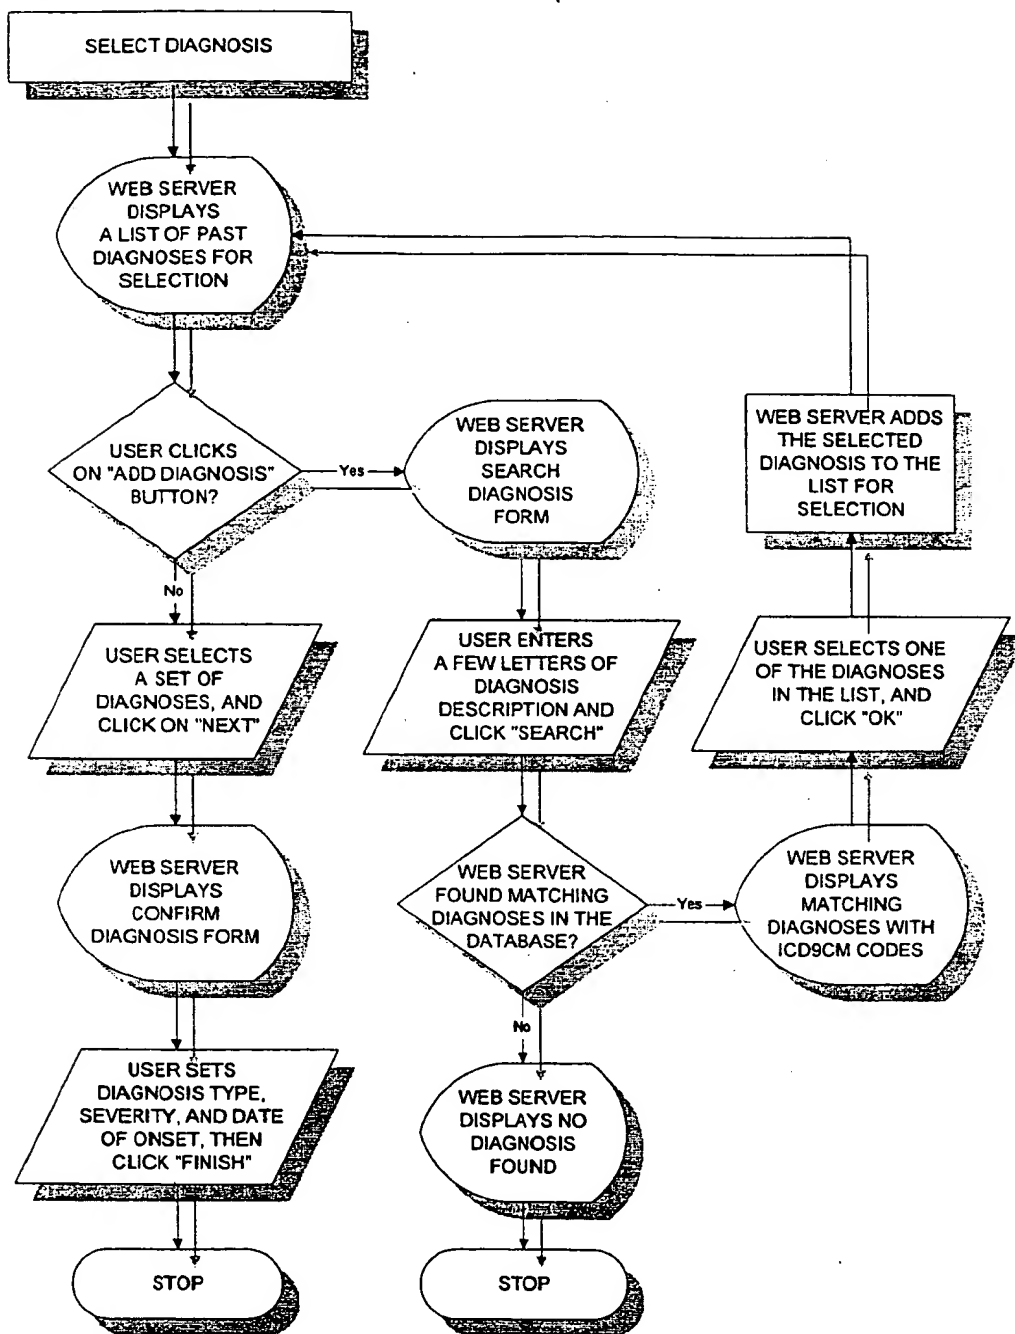 SELECT DIAGNOSIS
WEB SERVER
DISPLAYS
A LIST OF PAST
DIAGNOSES FOR
SELECTION
USER CLICKS
ON "ADD DIAGNOSIS"
BUTTON?
Yes
WEB SERVER
DISPLAYS
SEARCH
DIAGNOSIS
FORM
WEB SERVER ADDS
THE SELECTED
DIAGNOSIS TO THE
LIST FOR
SELECTION
No
USER SELECTS
A SET OF
DIAGNOSES, AND
CLICK ON "NEXT"
USER ENTERS
A FEW LETTERS OF
DIAGNOSIS
DESCRIPTION AND
CLICK "SEARCH"
USER SELECTS ONE
OF THE DIAGNOSES
IN THE LIST, AND
CLICK "OK"
WEB SERVER
DISPLAYS
CONFIRM
DIAGNOSIS FORM
WEB SERVER
FOUND MATCHING
DIAGNOSES IN THE
DATABASE?
Yes
WEB SERVER
DISPLAYS
MATCHING
DIAGNOSES WITH
ICD9CM CODES
No
USER SETS
DIAGNOSIS TYPE,
SEVERITY, AND DATE
OF ONSET, THEN
CLICK "FINISH"
WEB SERVER
DISPLAYS NO
DIAGNOSIS
FOUND
STOP
STOP